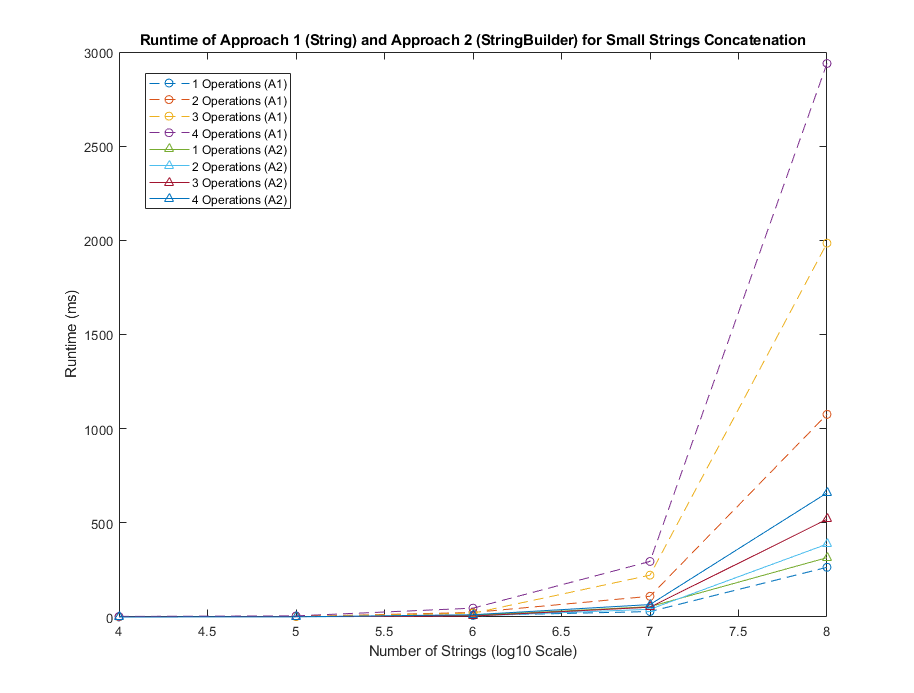 Runtime of Approach 1 (String) and Approach 2 (StringBuilder) for Small Strings Concatenation
3000
1 Operations (A1)
2 Operations (A1)
3 Operations (A1)
4 Operations (A1)
1 Operations (A2)
2 Operations (A2)
3 Operations (A2)
4 Operations (A2)
2500
2000
1500
1000
500
0
Runtime (ms)
4 4.5 5 5.5 6 6.5 7 7.5 8
Number of Strings (log10 Scale)